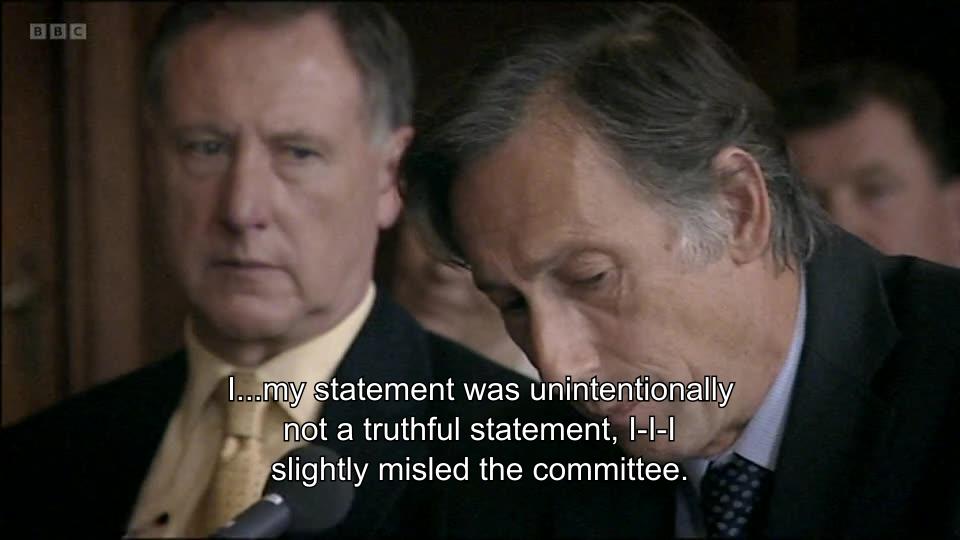 BBC
I...my statement was unintentionally
not a truthful statement, I-I-I
slightly misled the committee.